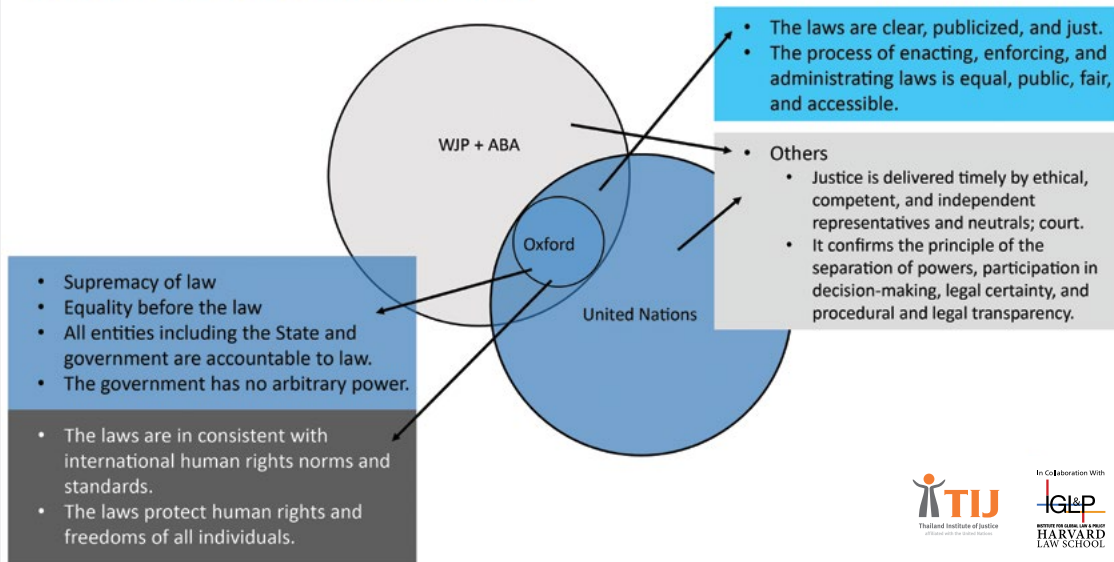 • The laws are clear, publicized, and just.
• The process of enacting, enforcing, and
administrating laws is equal, public, fair,
and accessible.
WJP + ABA
• Others
• Justice is delivered timely by ethical,
competent, and independent
representatives and neutrals; court.
• It confirms the principle of the
separation of powers, participation in
decision-making, legal certainty, and
procedural and legal transparency.
Oxford
United Nations
• Supremacy of law
• Equality before the law
• All entities including the State and
government are accountable to law.
• The government has no arbitrary power.
• The laws are in consistent with
international human rights norms and
standards.
• The laws protect human rights and
freedoms of all individuals.
TIJ
Thailand Institute of Justice
affiliated with the United Nations
In Collaboration With
IGL&P
INSTITUTE FOR GLOBAL LAW & POLICY
HARVARD
LAW SCHOOL